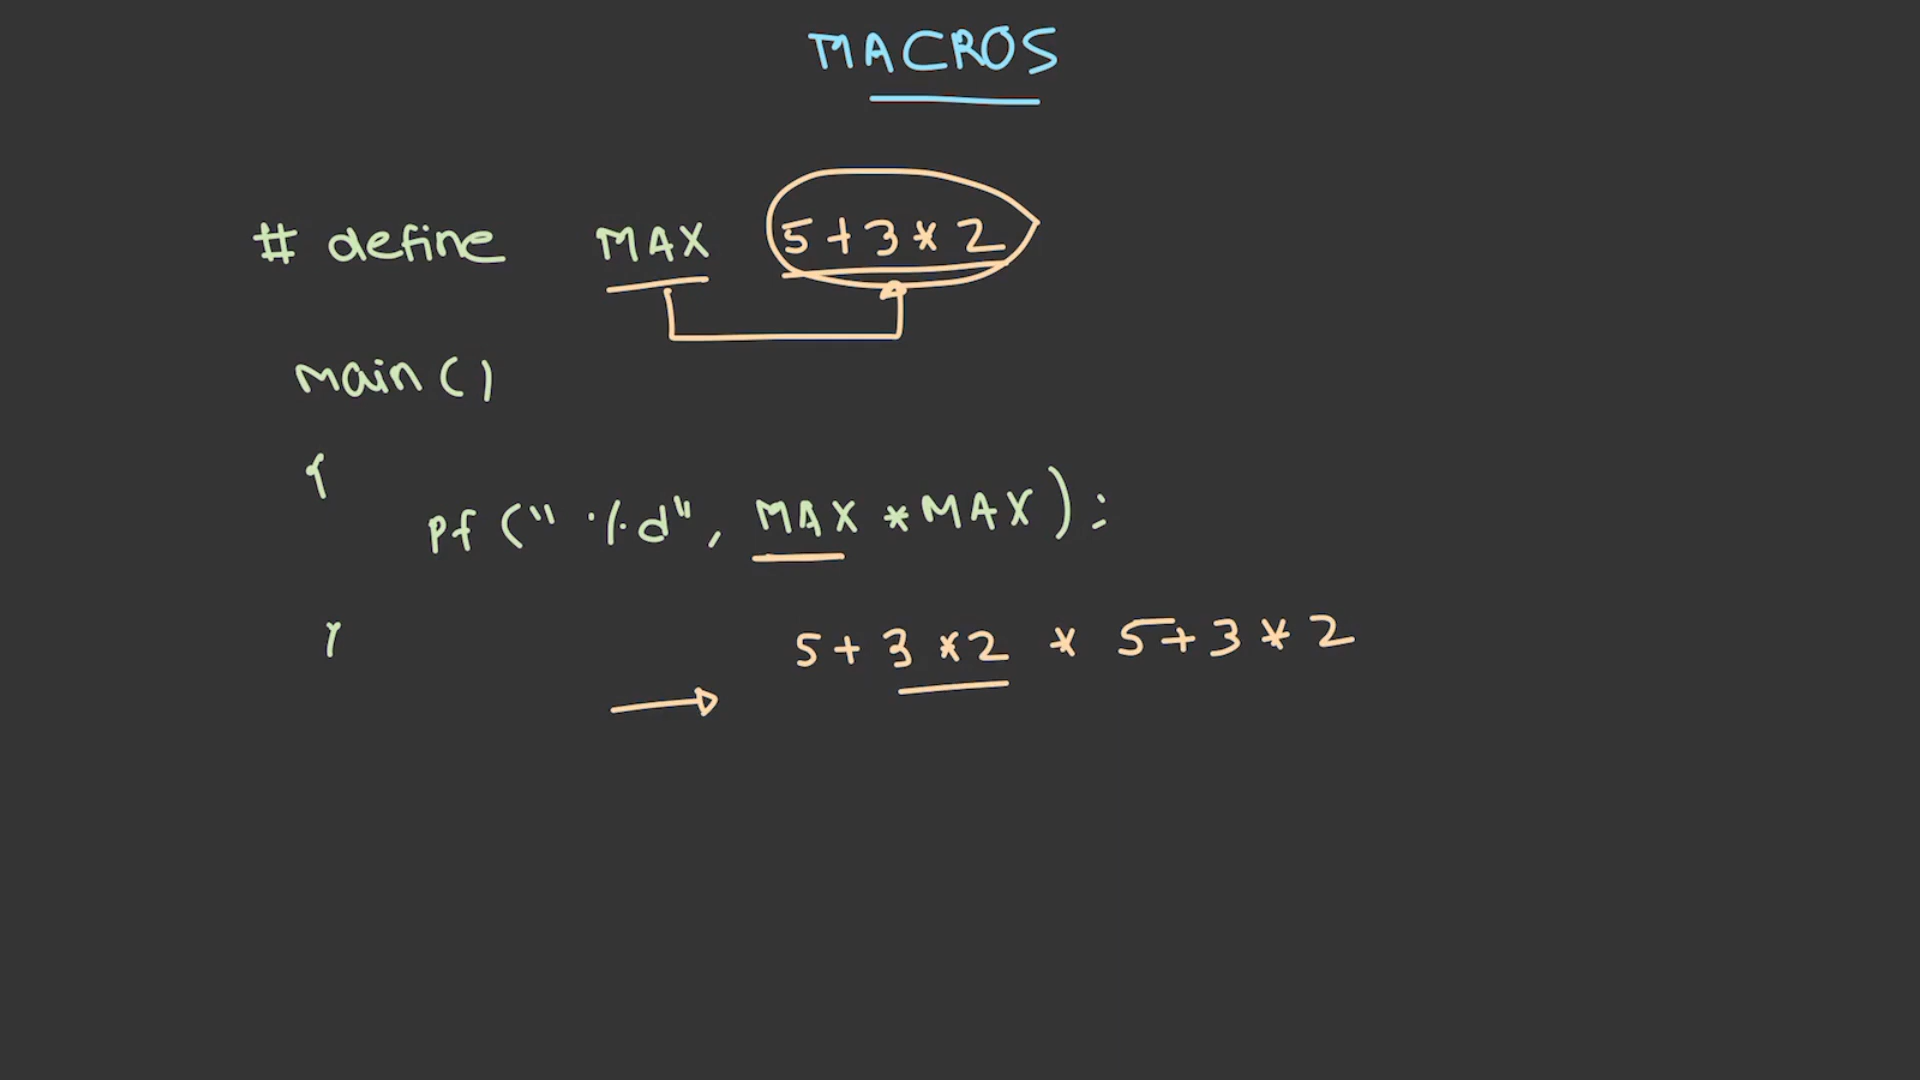 MACROS
# define MAX 5+3*2
main()
{
pf("%d", MAX *MAX);
}
5+3*2 * 5+3*2